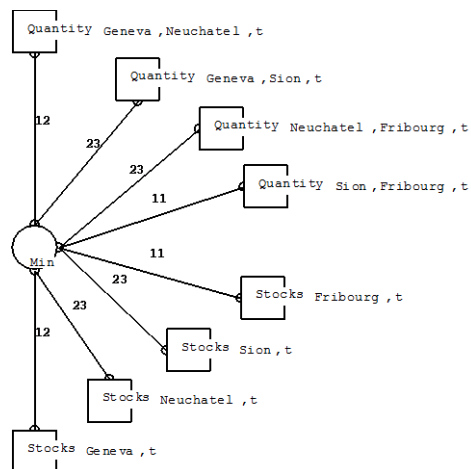 Quantity Geneva ,Neuchatel ,t
Quantity Geneva ,Sion ,t
12
Quantity Neuchatel ,Fribourg ,t
23
23
Quantity Sion ,Fribourg ,t
11
11
Min
23
Stocks Fribourg ,t
23
12
Stocks Sion ,t
Stocks Neuchatel ,t
Stocks Geneva ,t